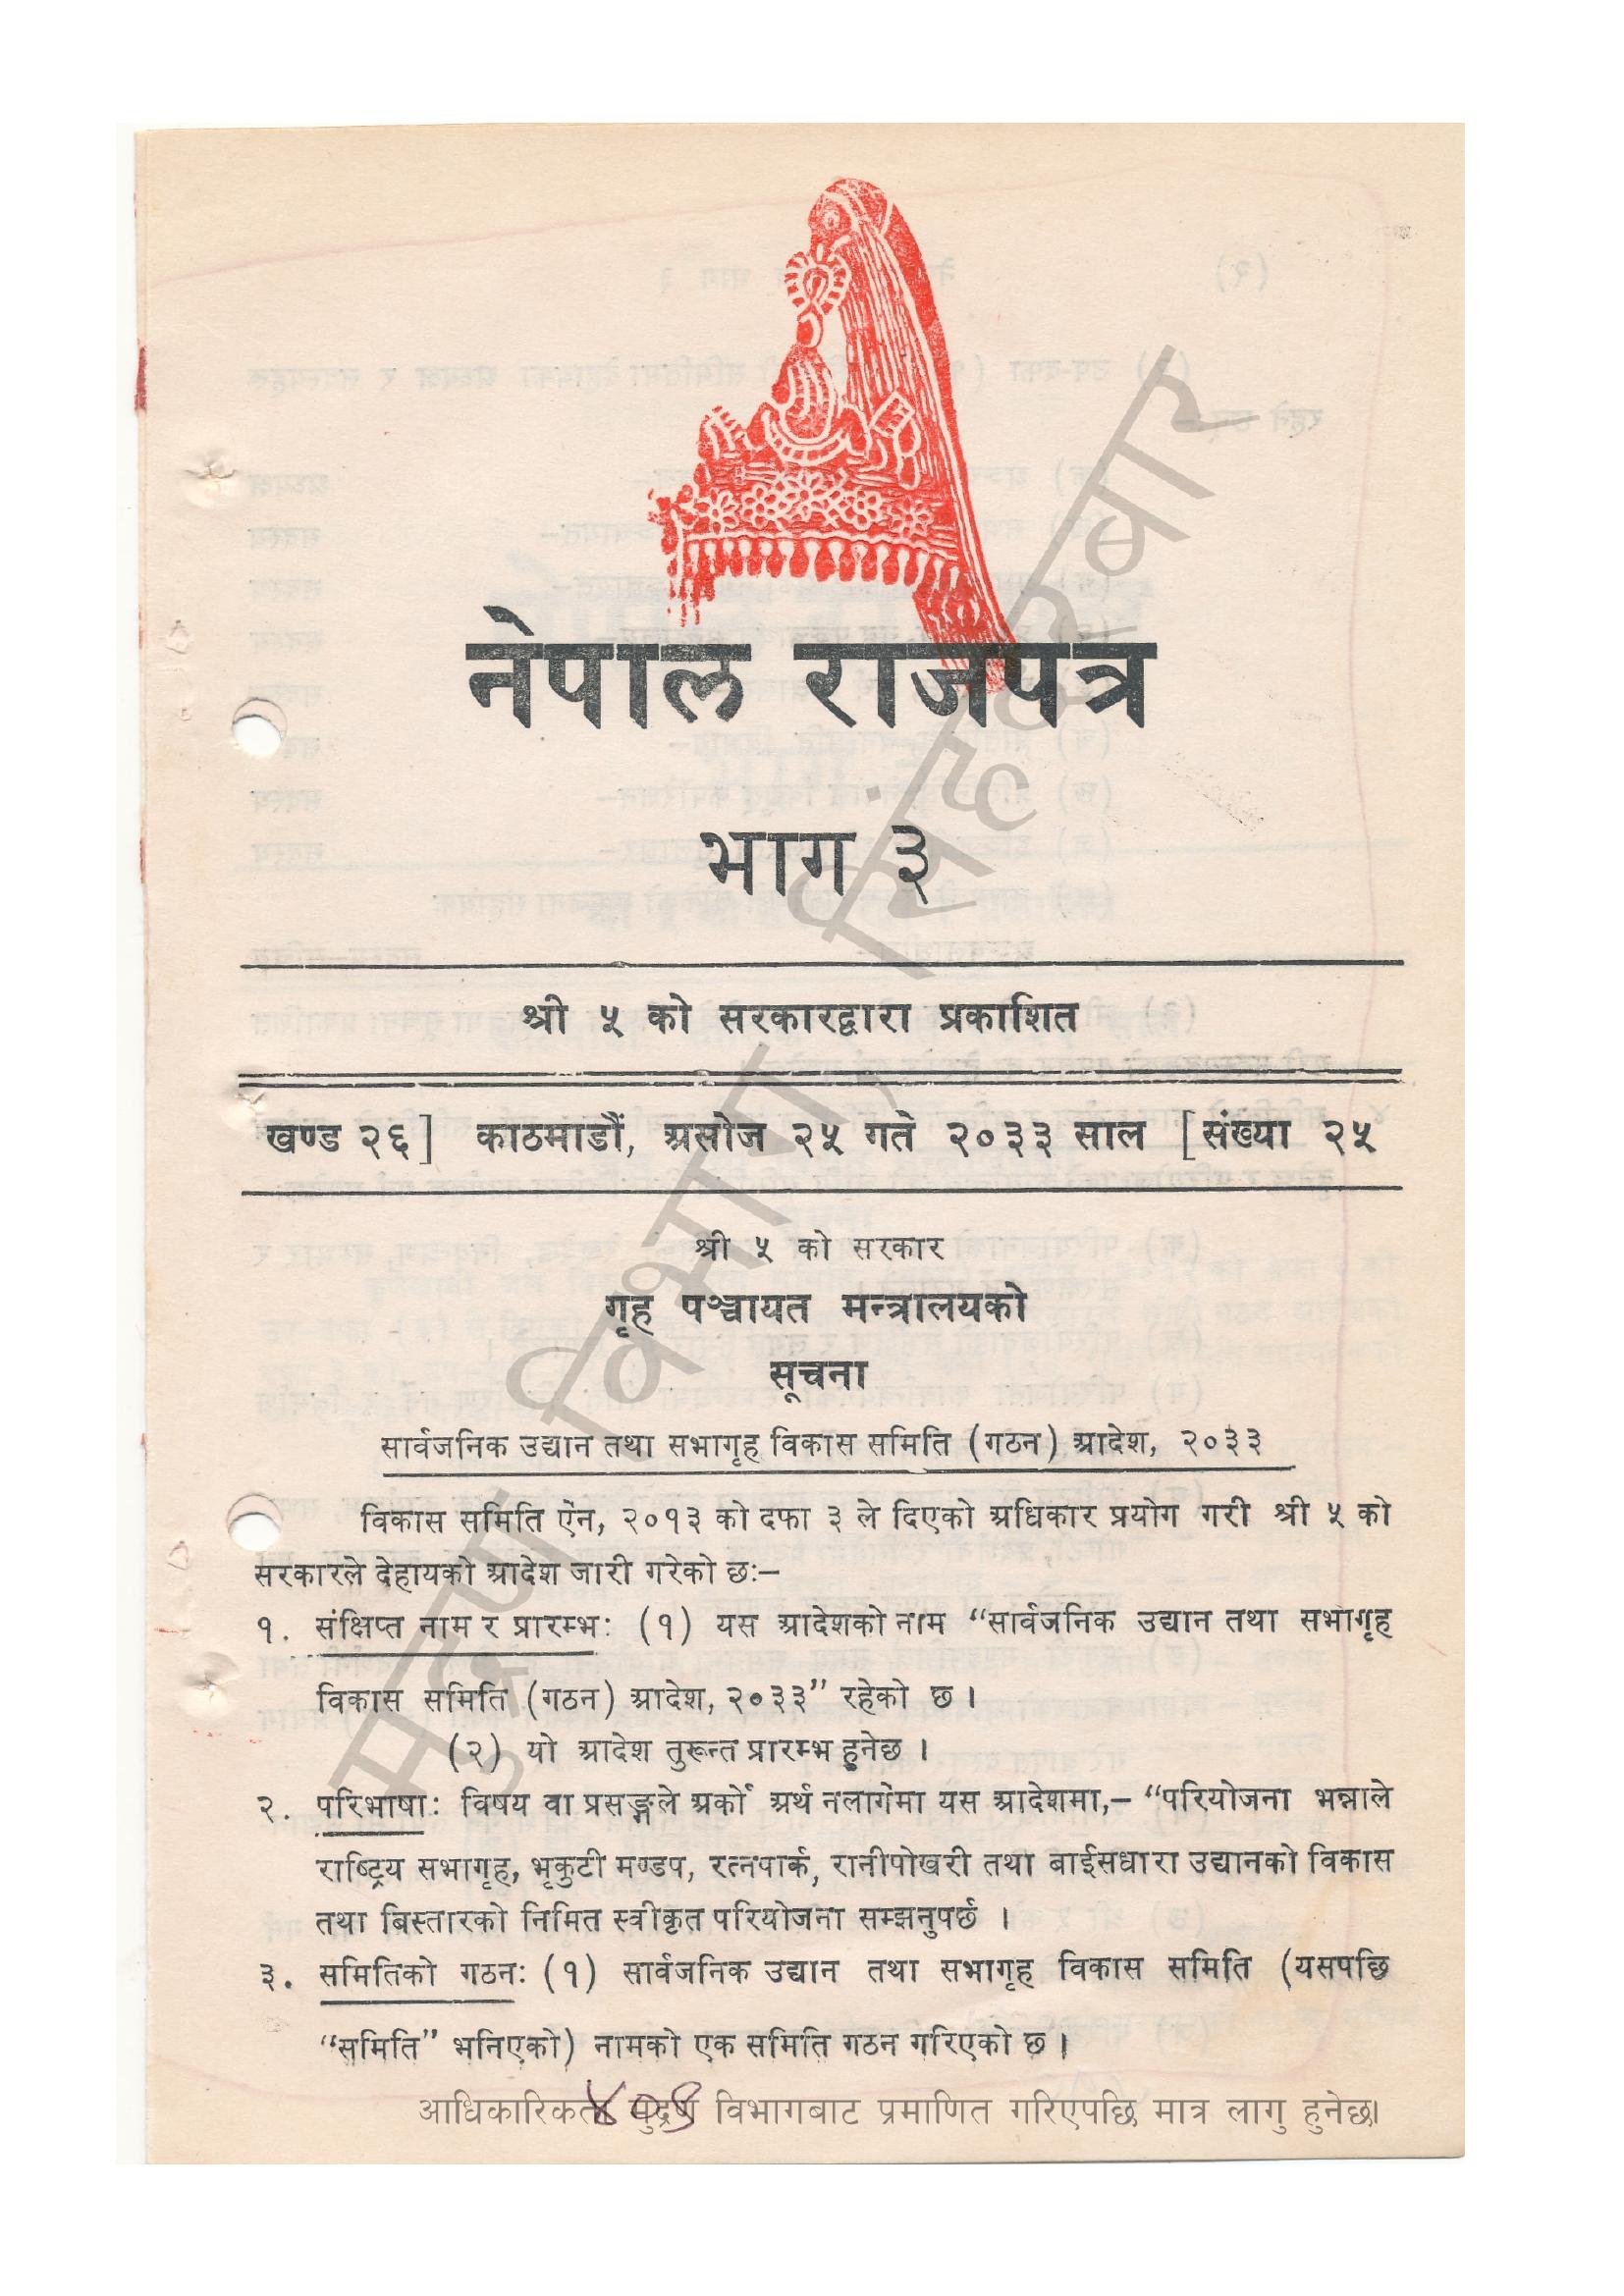 नेपाल राजपत्र
भाग ३
श्री ५ को सरकारद्वारा प्रकाशित
खण्ड २६] काठमाडौं, असोज २५ गते २०३३ साल [संख्या २५
श्री ५ को सरकार
गृह पञ्चायत मन्त्रालयको
सूचना
सार्वजनिक उद्यान तथा सभागृह विकास समिति (गठन) आदेश, २०३३
विकास समिति ऐन, २०१३ को दफा ३ ले दिएको अधिकार प्रयोग गरी श्री ५ को
सरकारले देहायको आदेश जारी गरेको छः–
१. संक्षिप्त नाम र प्रारम्भः (१) यस आदेशको नाम “सार्वजनिक उद्यान तथा सभागृह
विकास समिति (गठन) आदेश, २०३३” रहेको छ ।
(२) यो आदेश तुरून्त प्रारम्भ हुनेछ ।
२. परिभाषाः विषय वा प्रसङ्गले अर्को अर्थ नलागेमा यस आदेशमा,– “परियोजना भन्नाले
राष्ट्रिय सभागृह, भृकुटी मण्डप, रत्नपार्क, रानीपोखरी तथा बाईसधारा उद्यानको विकास
तथा बिस्तारको निमित स्वीकृत परियोजना सम्झनुपर्छ ।
३. समितिको गठनः (१) सार्वजनिक उद्यान तथा सभागृह विकास समिति (यसपछि
“समिति” भनिएको) नामको एक समिति गठन गरिएको छ ।
आधिकारिकता मुद्रण विभागबाट प्रमाणित गरिएपछि मात्र लागु हुनेछ।
मुद्रण विभाग, सिंहदरबार